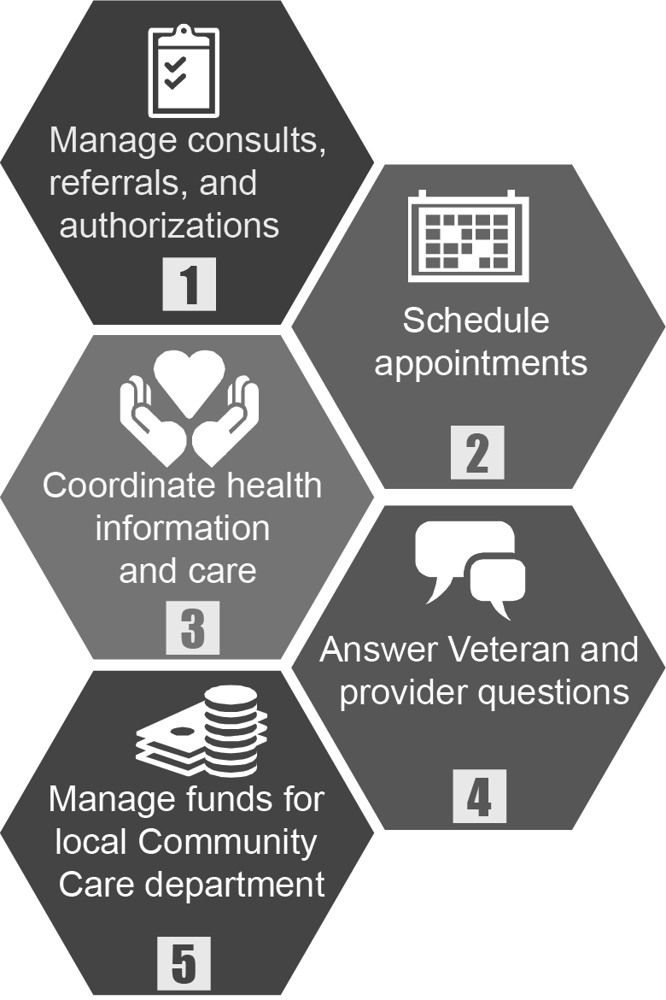 Manage consults,
referrals, and
authorizations
1
Schedule
appointments
2
Coordinate health
information
and care
3
Answer Veteran and
provider questions
4
Manage funds for
local Community
Care department
5